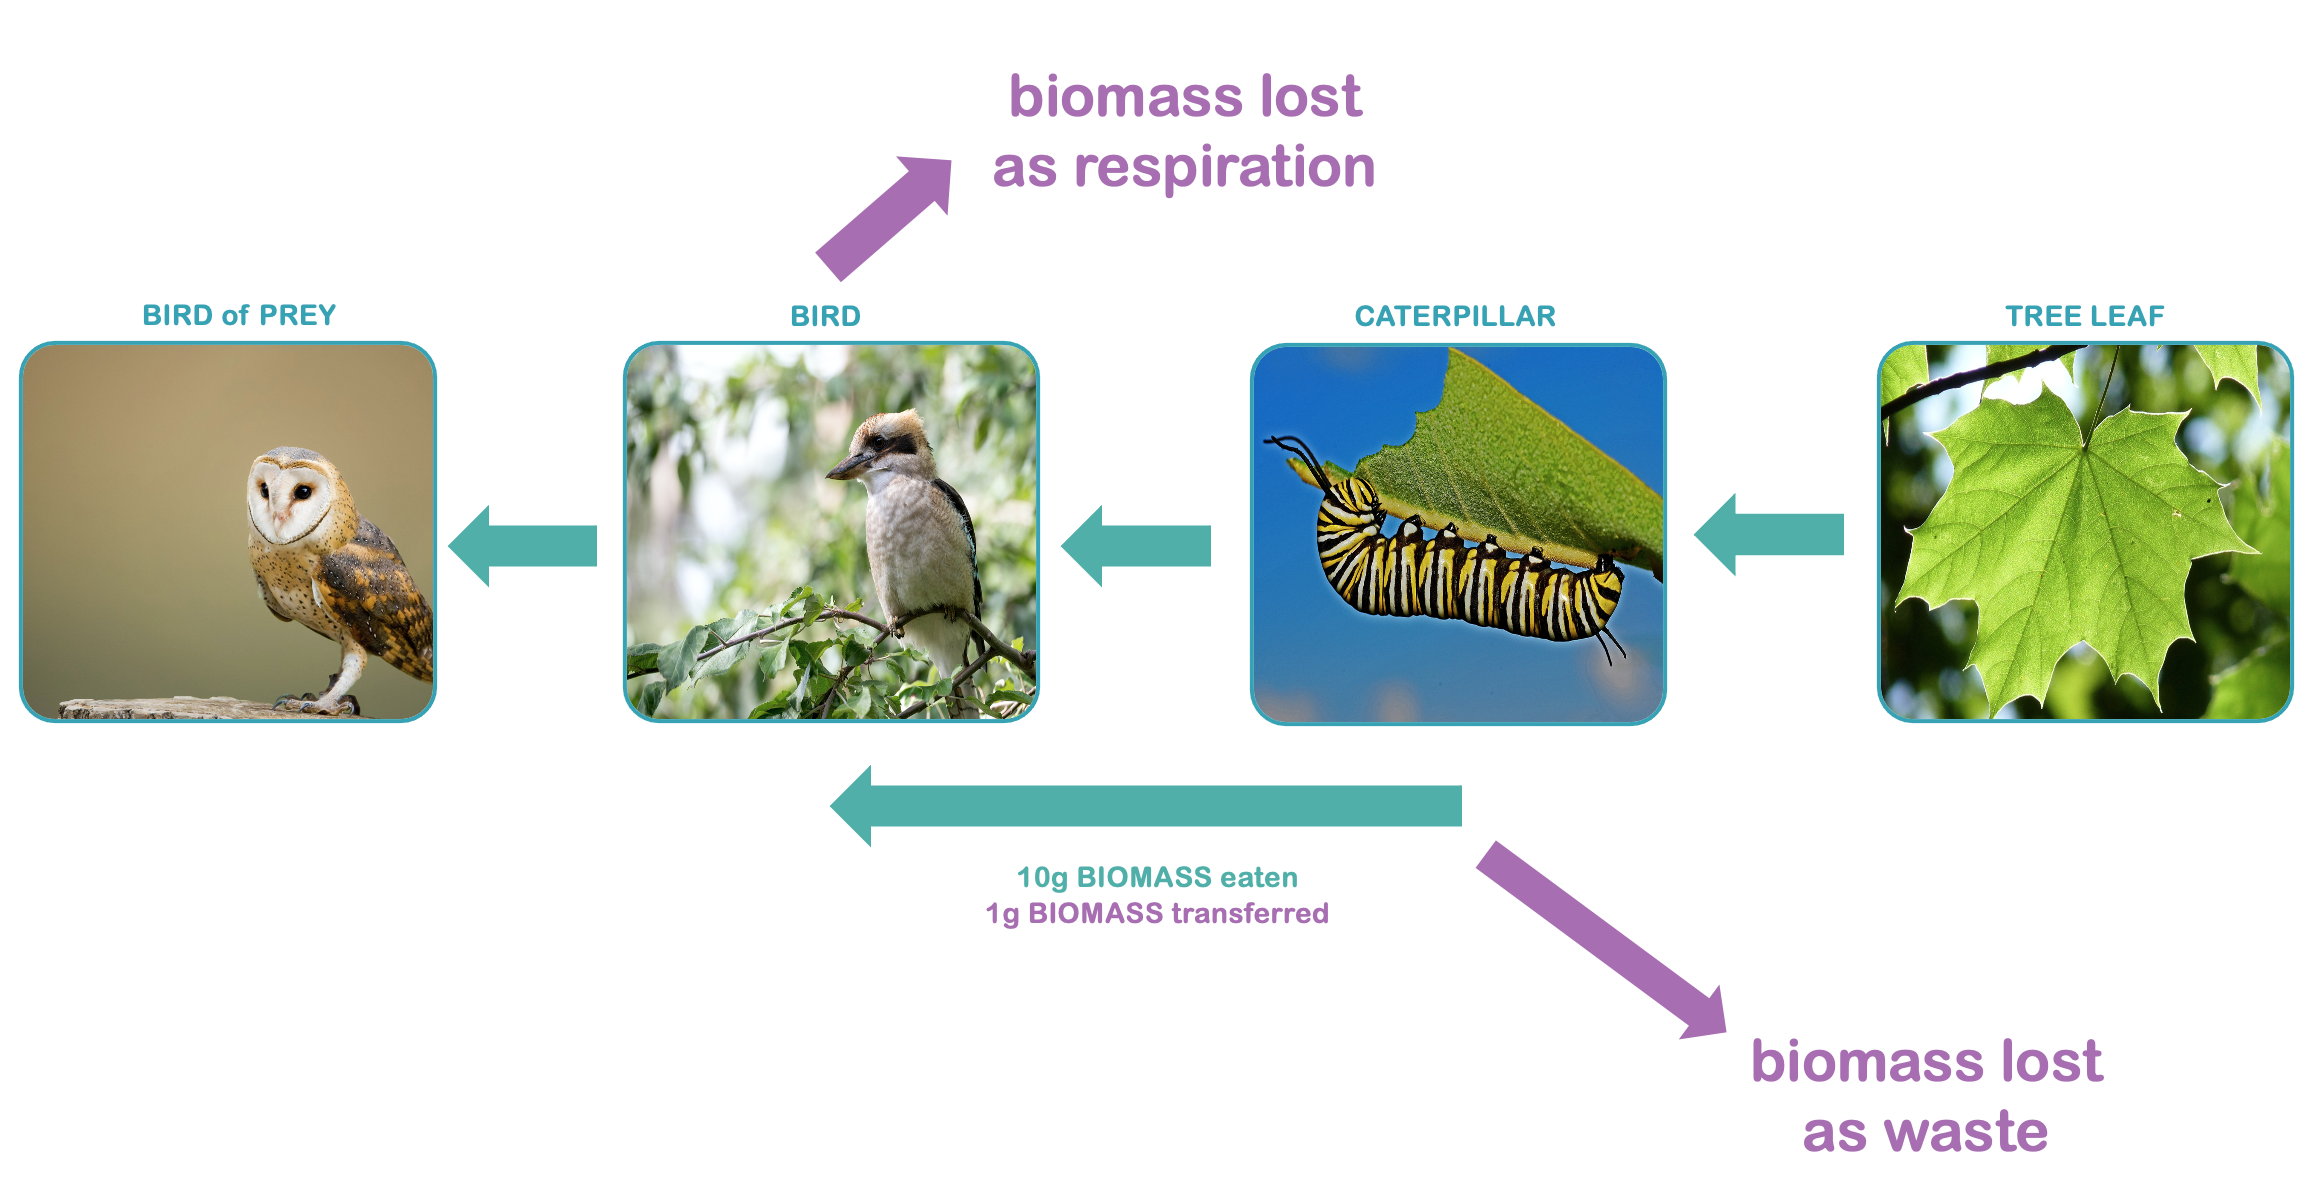 biomass lost
as respiration
BIRD of PREY
BIRD
CATERPILLAR
TREE LEAF
10g BIOMASS eaten
1g BIOMASS transferred
biomass lost
as waste